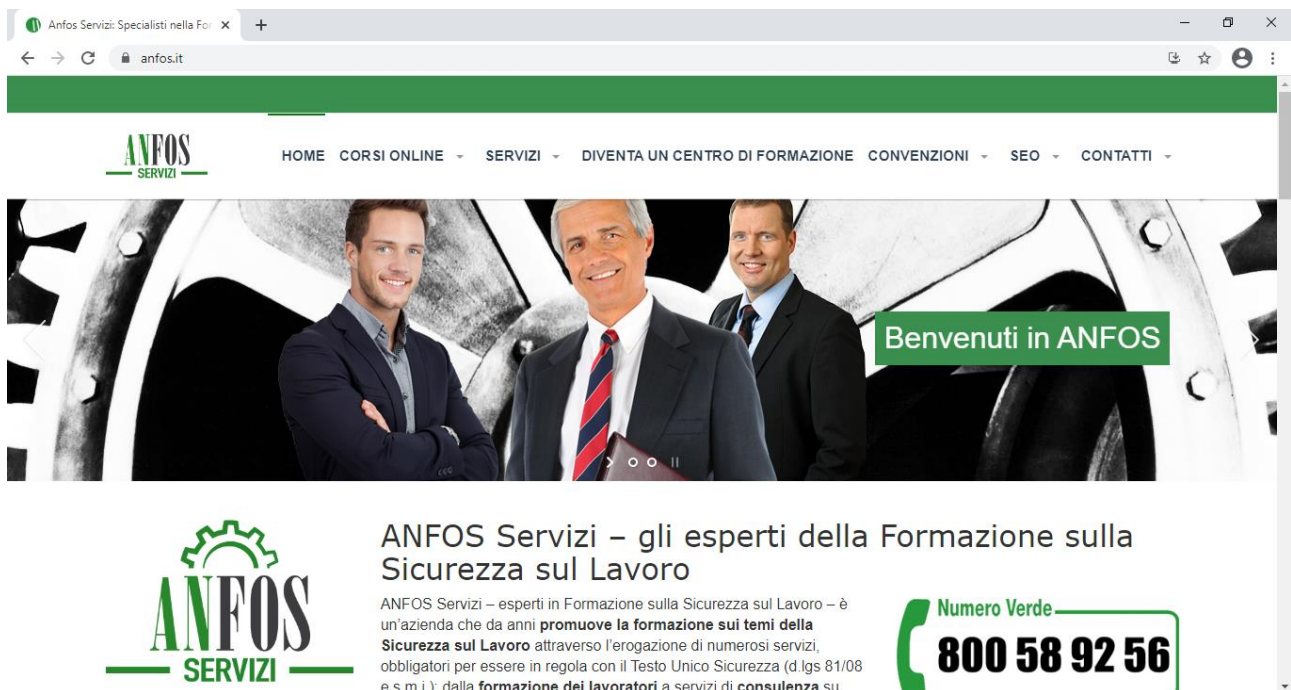 Anfos Servizi: Specialisti nella For
anfos.it
ANFOS
SERVIZI
HOME CORSI ONLINE SERVIZI DIVENTA UN CENTRO DI FORMAZIONE CONVENZIONI SEO CONTATTI
Benvenuti in ANFOS
ANFOS
SERVIZI
ANFOS Servizi – gli esperti della Formazione sulla
Sicurezza sul Lavoro
ANFOS Servizi – esperti in Formazione sulla Sicurezza sul Lavoro – è
un'azienda che da anni promuove la formazione sui temi della
Sicurezza sul Lavoro attraverso l'erogazione di numerosi servizi,
obbligatori per essere in regola con il Testo Unico Sicurezza (d.lgs 81/08
e s.m.i.): dalla formazione dei lavoratori a servizi di consulenza su
Numero Verde
800 58 92 56